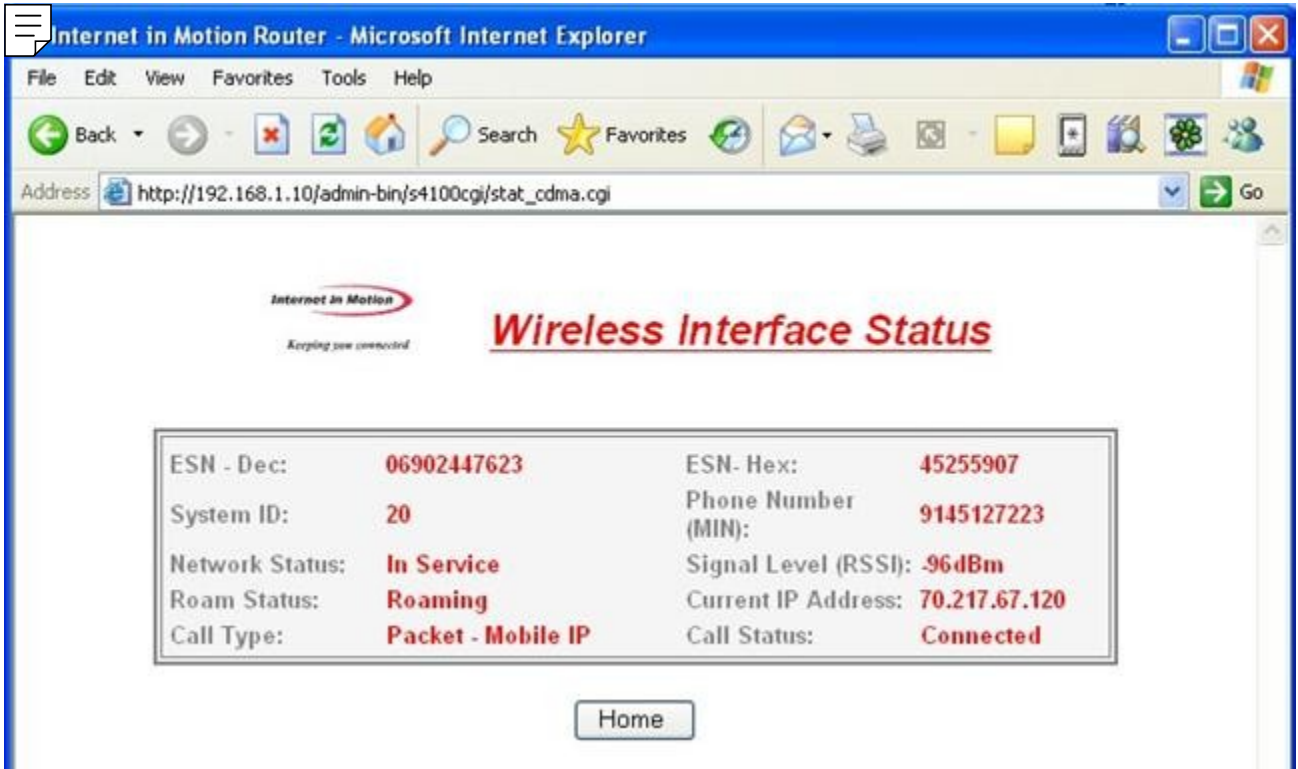 Internet in Motion Router - Microsoft Internet Explorer
File Edit View Favorites Tools Help
Back Search Favorites
Address http://192.168.1.10/admin-bin/s4100cgi/stat_cdma.cgi Go
Internet in Motion
Keeping you connected
Wireless Interface Status
ESN - Dec: 06902447623 ESN- Hex: 45255907
System ID: 20 Phone Number (MIN): 9145127223
Network Status: In Service Signal Level (RSSI): -96dBm
Roam Status: Roaming Current IP Address: 70.217.67.120
Call Type: Packet - Mobile IP Call Status: Connected
Home